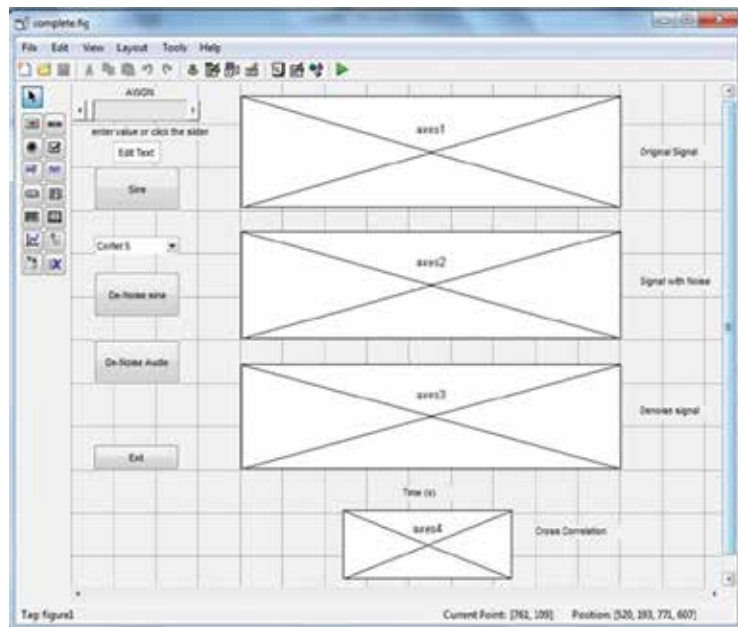 complete.fig
File Edit View Layout Tools Help
enter value or click the slider
Edit Text
Sine
axes1
Original Signal
Coiflet 5
axes2
Signal with Noise
De-Noise sine
De-Noise Audio
axes3
Denoise signal
Exit
Time (s)
axes4
Cross Correlation
Tag: figure1
Current Point: [761, 109] Position: [520, 193, 771, 607]